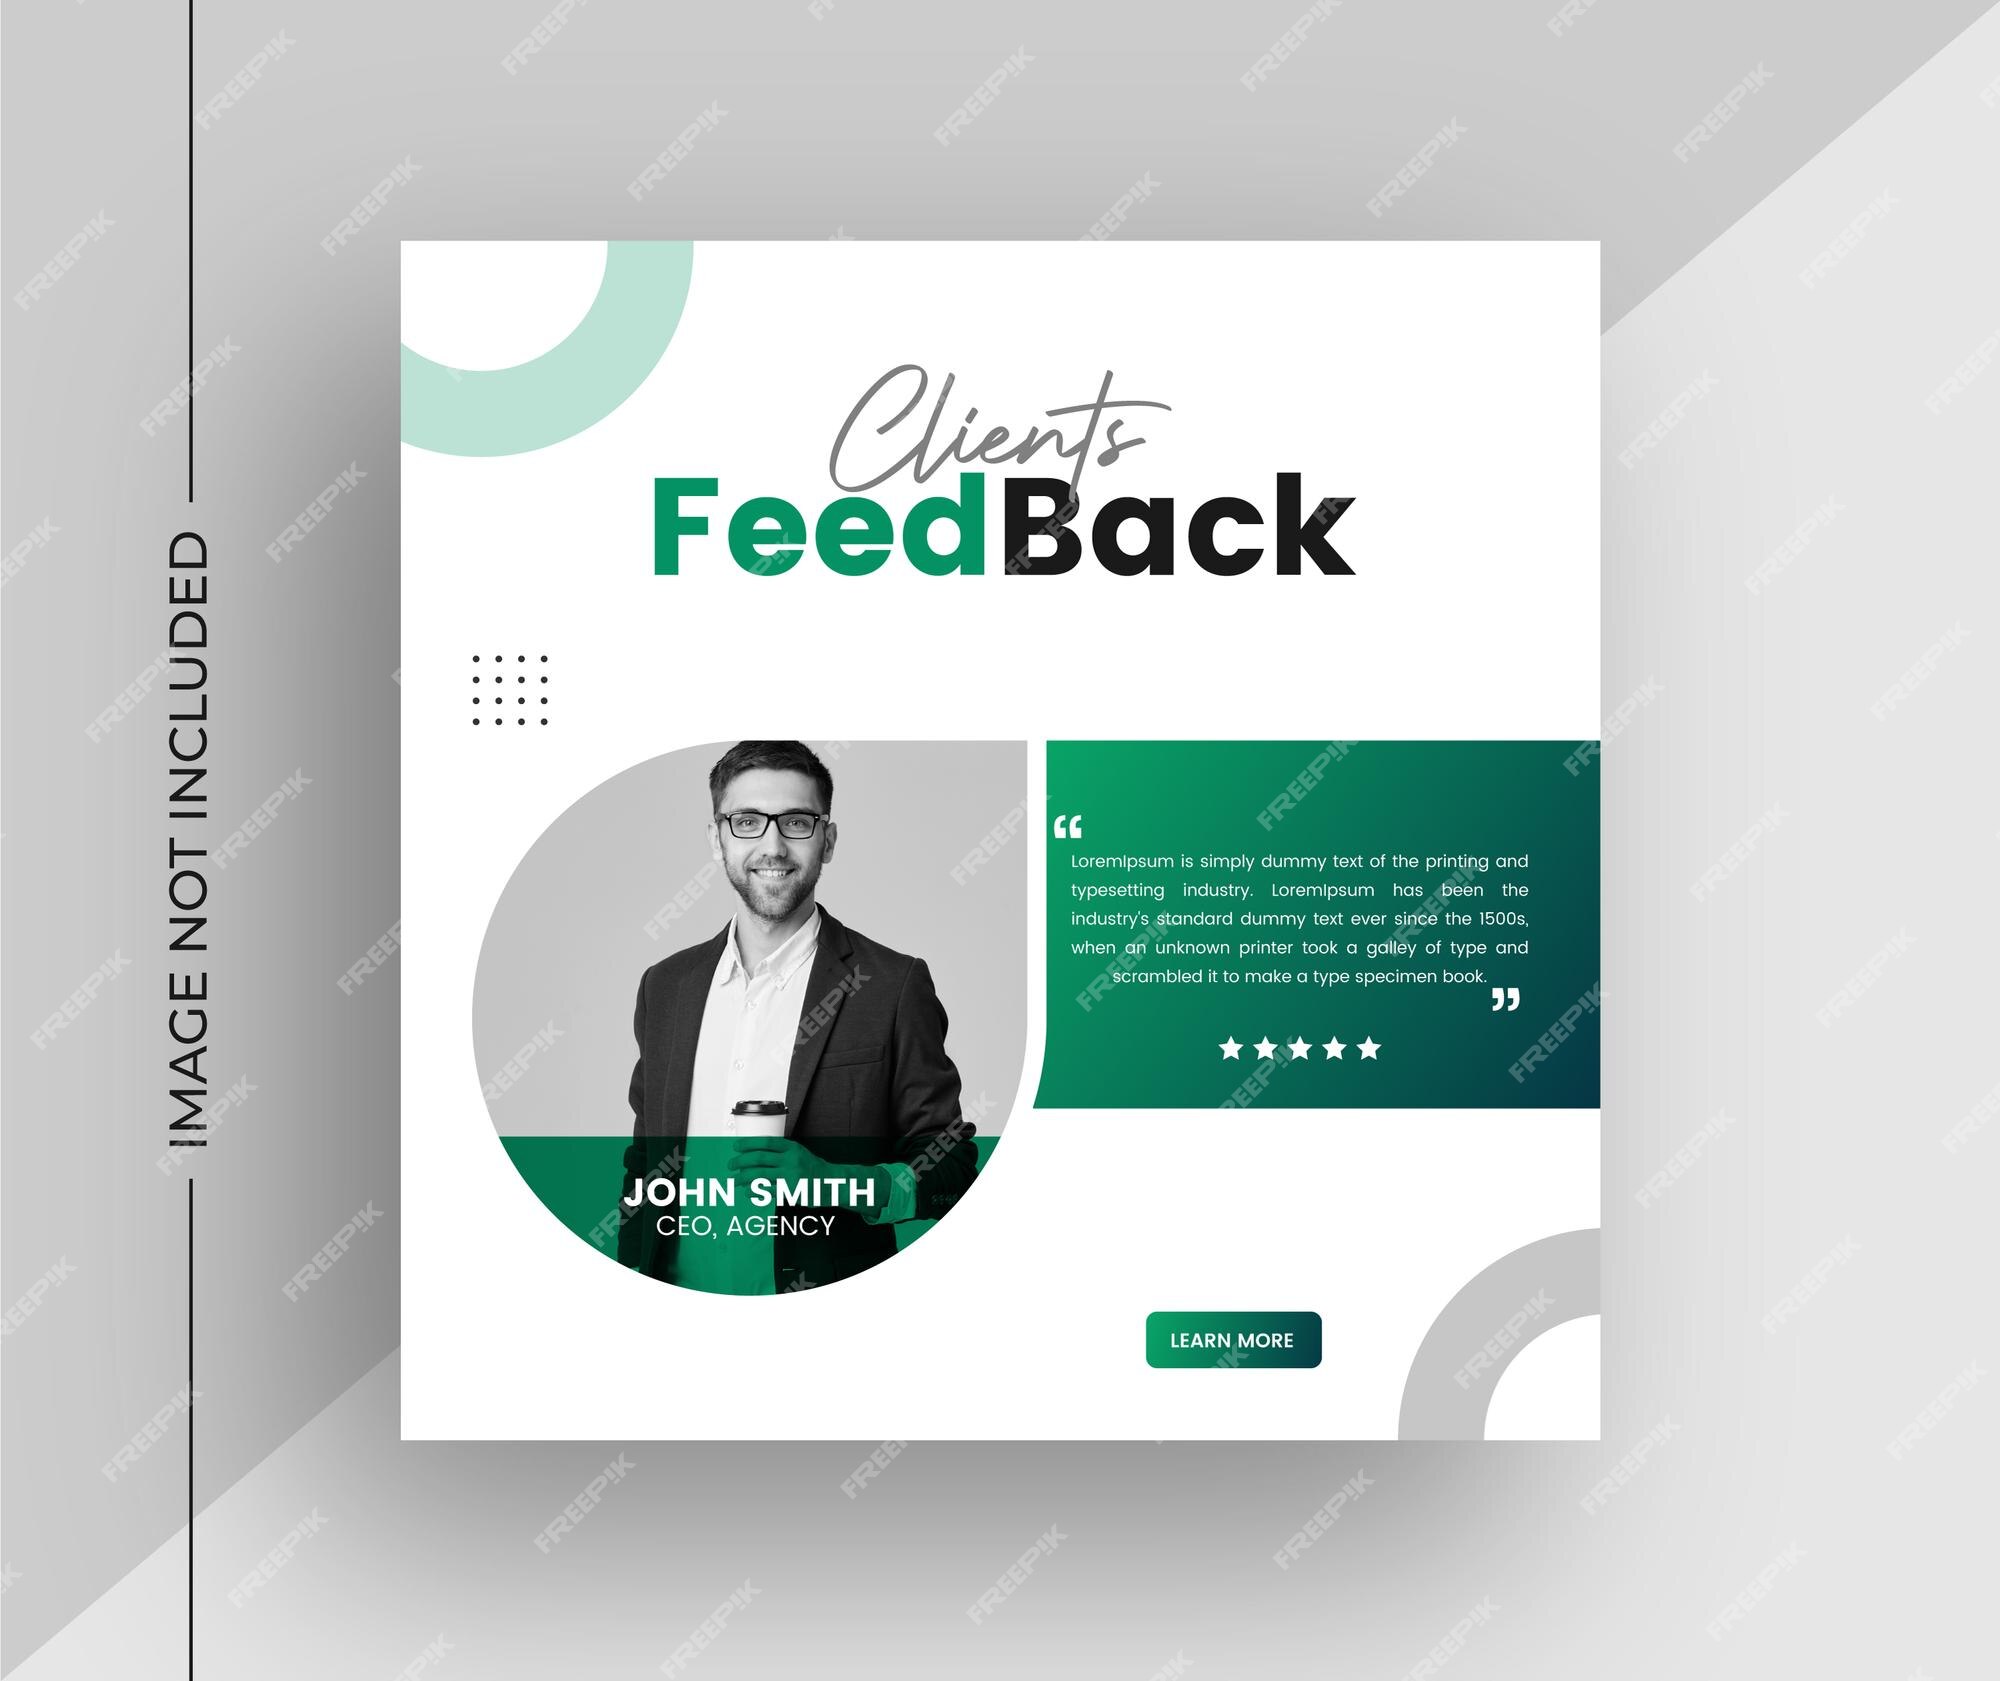 IMAGE NOT INCLUDED
Clients
FeedBack
“
LoremIpsum is simply dummy text of the printing and
typesetting industry. LoremIpsum has been the
industry's standard dummy text ever since the 1500s,
when an unknown printer took a galley of type and
scrambled it to make a type specimen book.
”
JOHN SMITH
CEO, AGENCY
LEARN MORE
FREEPIK